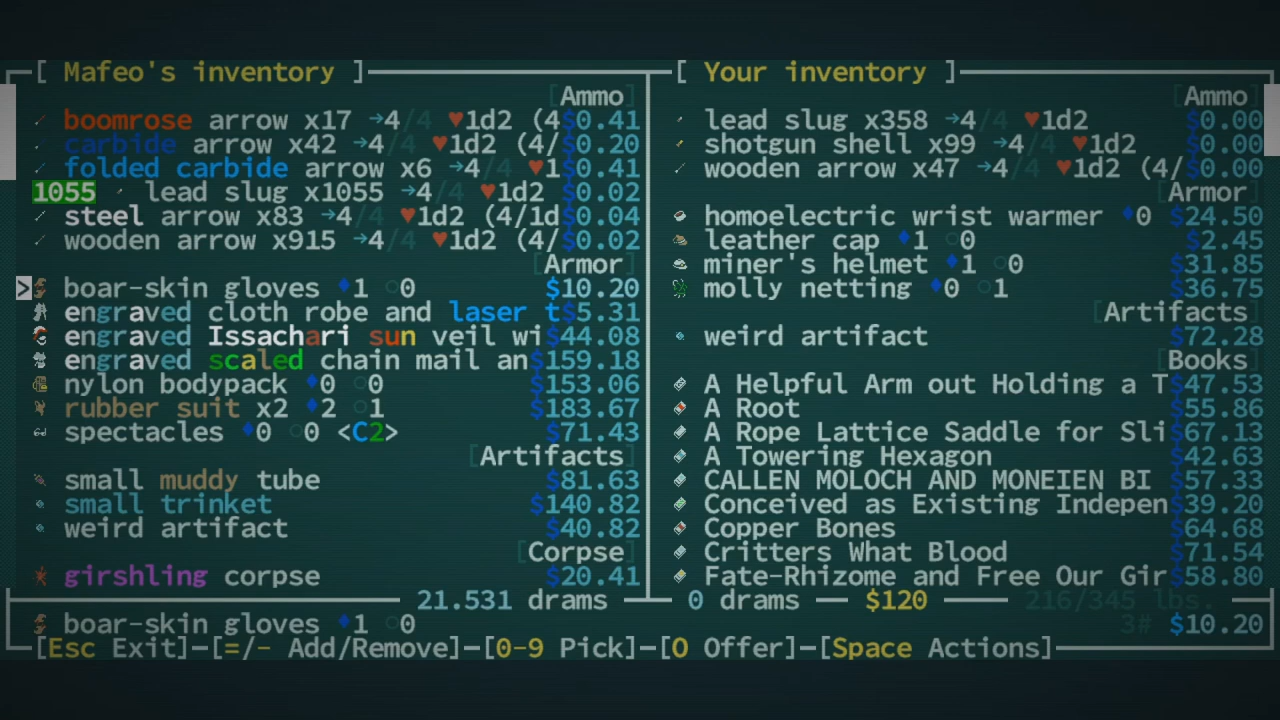 [ Mafeo's inventory ]
[Ammo]
boomrose arrow x17 →4/4 ♥1d2 (4 $0.41
carbide arrow x42 →4/4 ♥1d2 (4/ $0.20
folded carbide arrow x6 →4/4 ♥1 $0.41
1055 lead slug x1055 →4/4 ♥1d2 $0.02
steel arrow x83 →4/4 ♥1d2 (4/1d $0.04
wooden arrow x915 →4/4 ♥1d2 (4/ $0.02
[Armor]
> boar-skin gloves ♦1 ○0 $10.20
engraved cloth robe and laser t $5.31
engraved Issachari sun veil wi $44.08
engraved scaled chain mail an $159.18
nylon bodypack ♦0 ○0 $153.06
rubber suit x2 ♦2 ○1 $183.67
spectacles ♦0 ○0 <C2> $71.43
[Artifacts]
small muddy tube $81.63
small trinket $140.82
weird artifact $40.82
[Corpse]
girshling corpse $20.41
21.531 drams
[ Your inventory ]
[Ammo]
lead slug x358 →4/4 ♥1d2 $0.00
shotgun shell x99 →4/4 ♥1d2 $0.00
wooden arrow x47 →4/4 ♥1d2 (4/ $0.00
[Armor]
homoelectric wrist warmer ♦0 $24.50
leather cap ♦1 ○0 $2.45
miner's helmet ♦1 ○0 $31.85
molly netting ♦0 ○1 $36.75
[Artifacts]
weird artifact $72.28
[Books]
A Helpful Arm out Holding a T $47.53
A Root $55.86
A Rope Lattice Saddle for Sli $67.13
A Towering Hexagon $42.63
CALLEN MOLOCH AND MONEIEN BI $57.33
Conceived as Existing Indepen $39.20
Copper Bones $64.68
Critters What Blood $71.54
Fate-Rhizome and Free Our Gir $58.80
0 drams — $120 216/345 lbs.
boar-skin gloves ♦1 ○0 3# $10.20
[Esc Exit]-[=/- Add/Remove]-[0-9 Pick]-[O Offer]-[Space Actions]